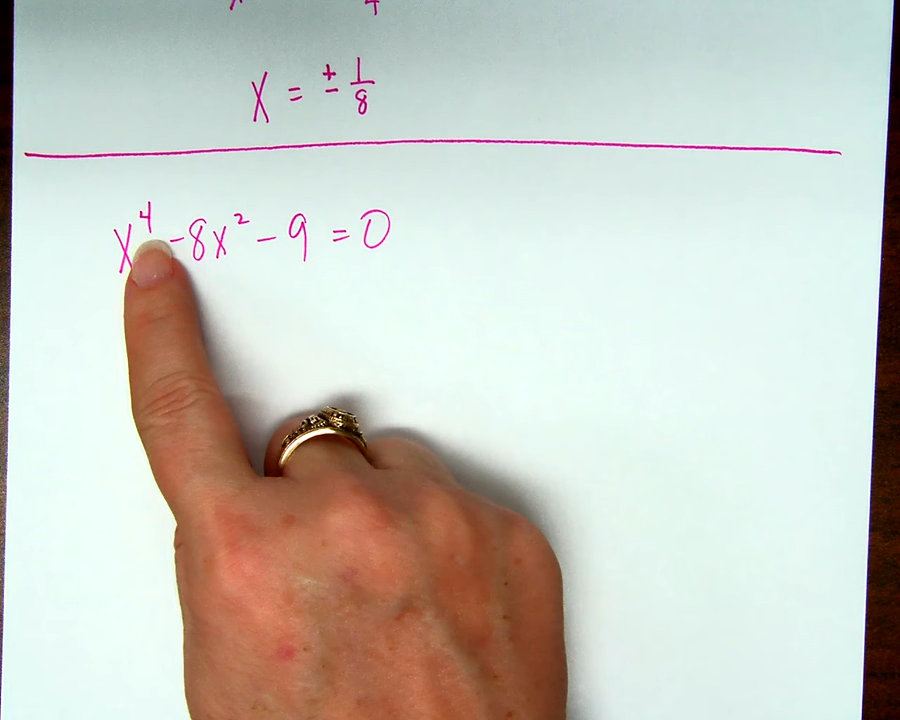 x = ± 1/8
x⁴ - 8x² - 9 = 0